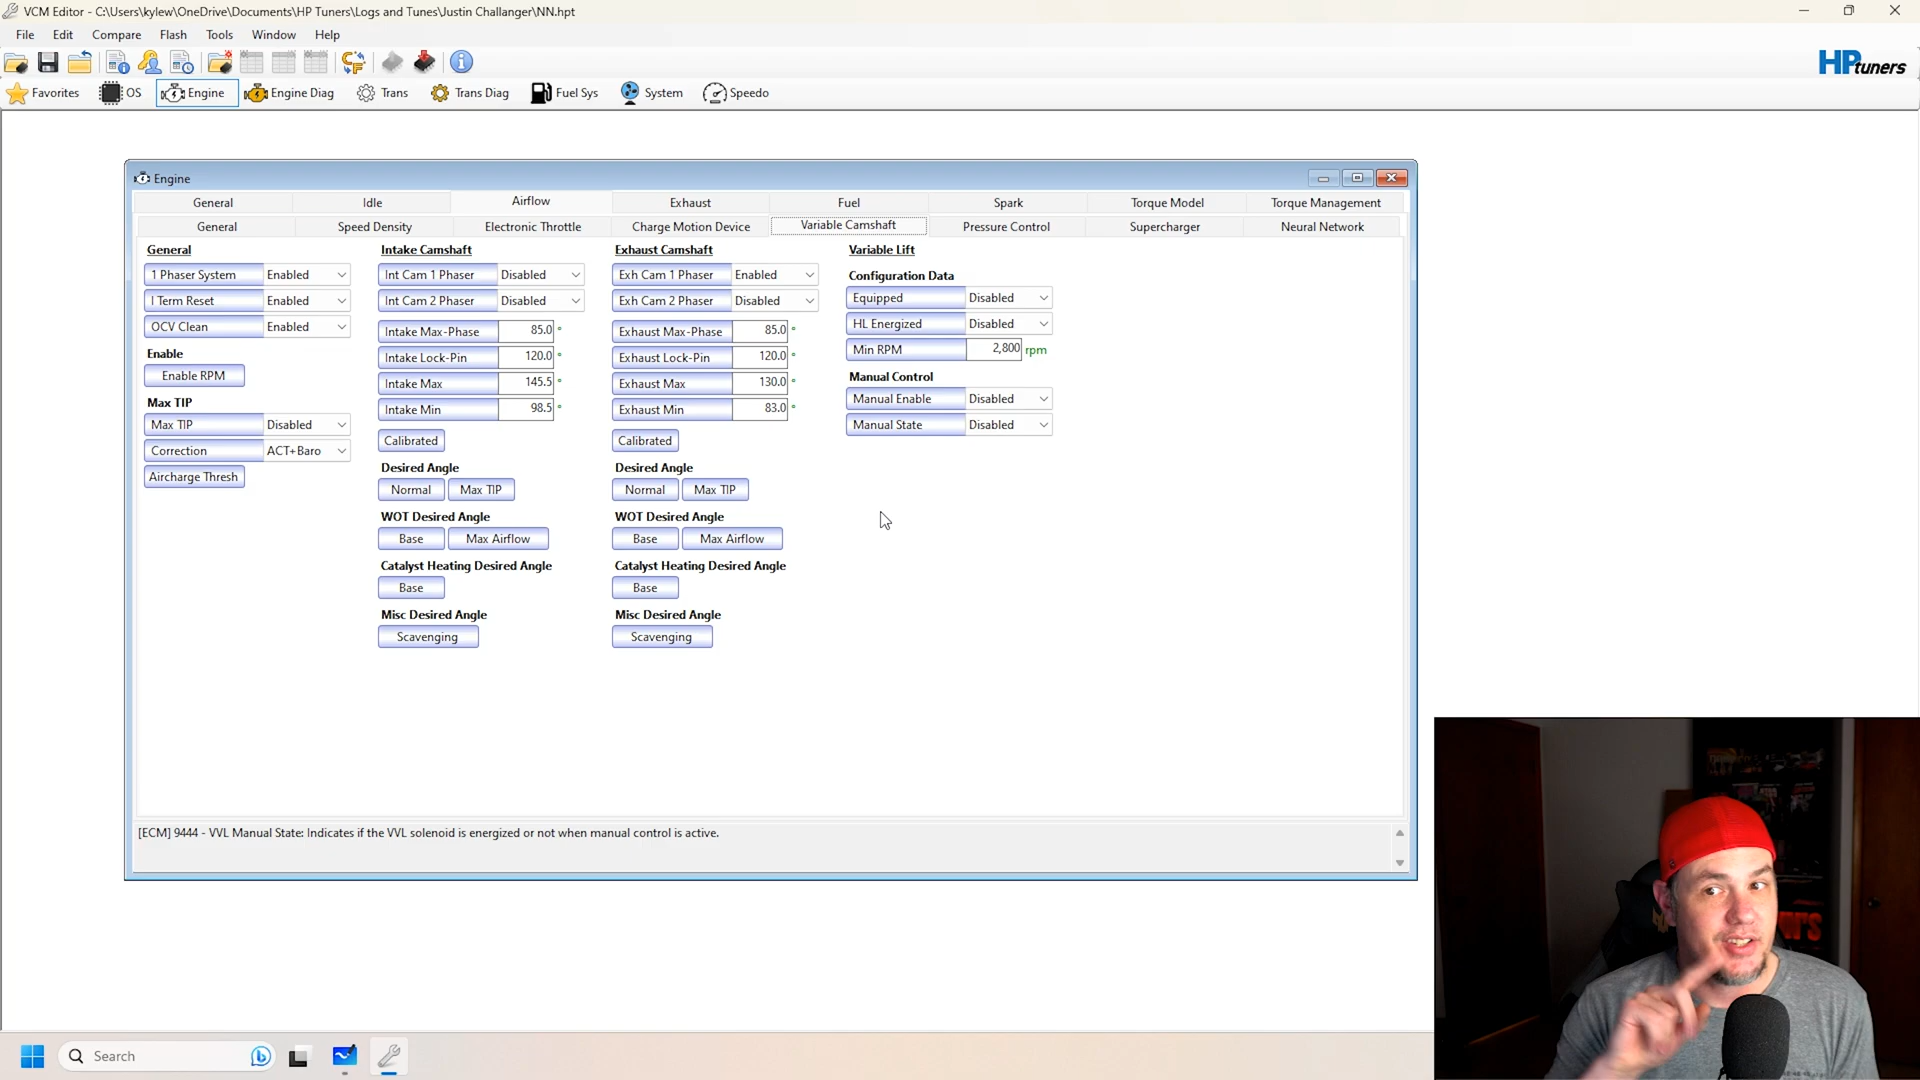 VCM Editor - C:\Users\kylew\OneDrive\Documents\HP Tuners\Logs and Tunes\Justin Challanger\NN.hpt
File Edit Compare Flash Tools Window Help
HP tuners
Favorites OS Engine Engine Diag Trans Trans Diag Fuel Sys System Speedo
Engine
General Idle Airflow Exhaust Fuel Spark Torque Model Torque Management
General Speed Density Electronic Throttle Charge Motion Device Variable Camshaft Pressure Control Supercharger Neural Network
General
1 Phaser System Enabled
I Term Reset Enabled
OCV Clean Enabled
Enable
Enable RPM
Max TIP
Max TIP Disabled
Correction ACT+Baro
Aircharge Thresh
Intake Camshaft
Int Cam 1 Phaser Disabled
Int Cam 2 Phaser Disabled
Intake Max-Phase 85.0 °
Intake Lock-Pin 120.0 °
Intake Max 145.5 °
Intake Min 98.5 °
Calibrated
Desired Angle
Normal Max TIP
WOT Desired Angle
Base Max Airflow
Catalyst Heating Desired Angle
Base
Misc Desired Angle
Scavenging
Exhaust Camshaft
Exh Cam 1 Phaser Enabled
Exh Cam 2 Phaser Disabled
Exhaust Max-Phase 85.0 °
Exhaust Lock-Pin 120.0 °
Exhaust Max 130.0 °
Exhaust Min 83.0 °
Calibrated
Desired Angle
Normal Max TIP
WOT Desired Angle
Base Max Airflow
Catalyst Heating Desired Angle
Base
Misc Desired Angle
Scavenging
Variable Lift
Configuration Data
Equipped Disabled
HL Energized Disabled
Min RPM 2,800 rpm
Manual Control
Manual Enable Disabled
Manual State Disabled
[ECM] 9444 - VVL Manual State: Indicates if the VVL solenoid is energized or not when manual control is active.
Search